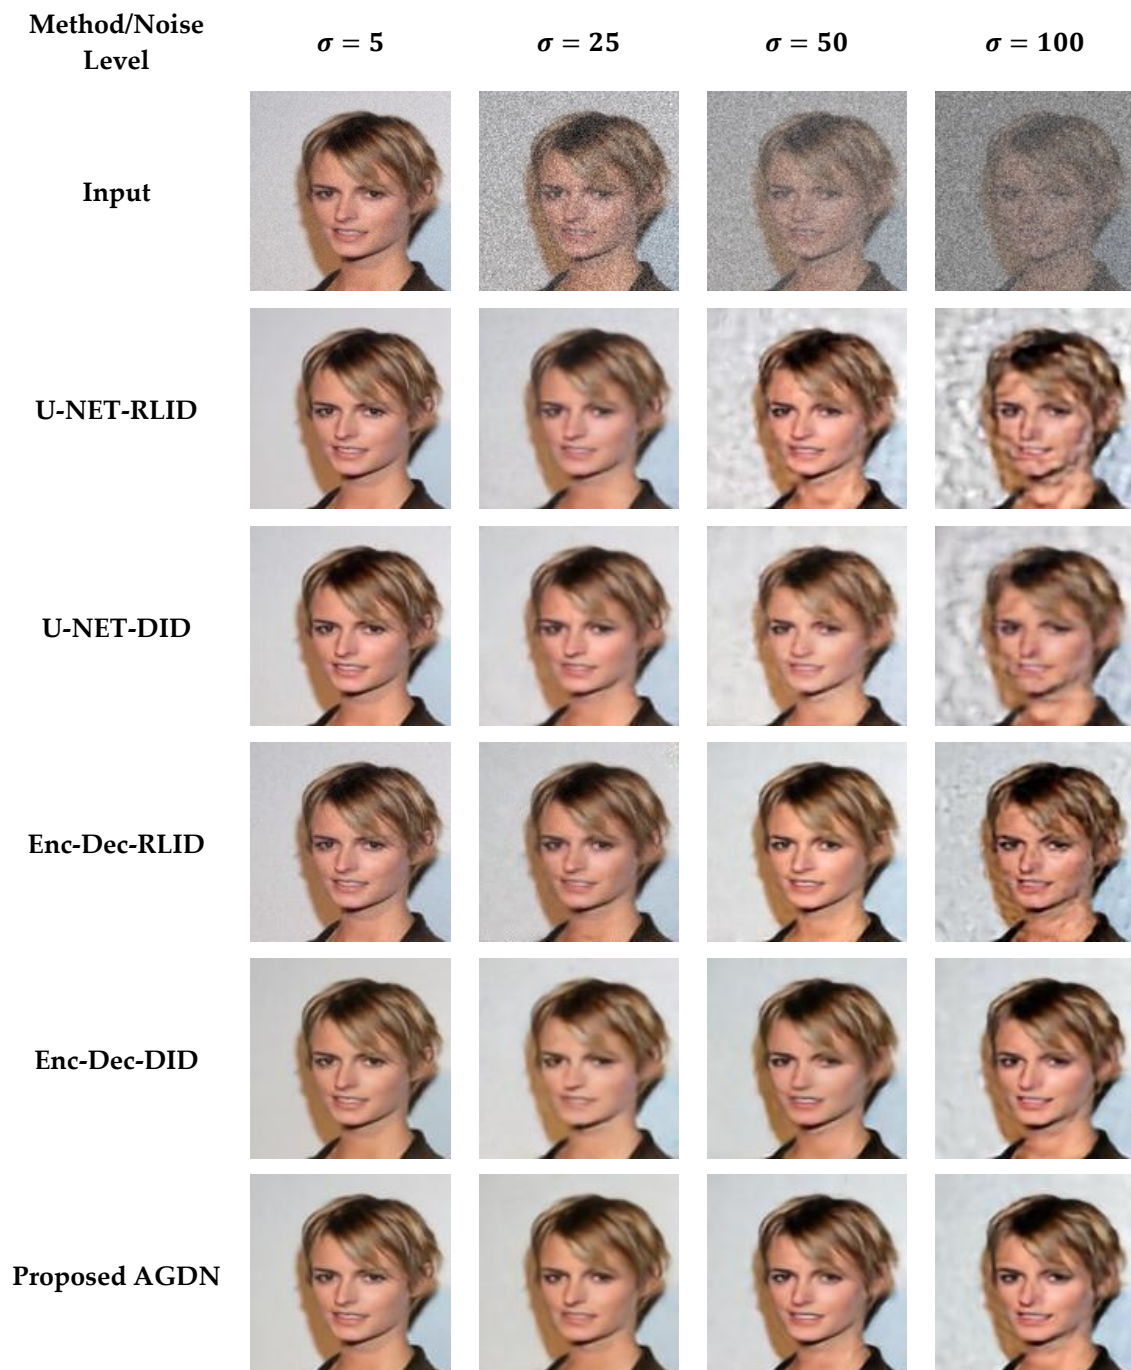 Method/Noise
Level
σ = 5
σ = 25
σ = 50
σ = 100
Input
U-NET-RLID
U-NET-DID
Enc-Dec-RLID
Enc-Dec-DID
Proposed AGDN